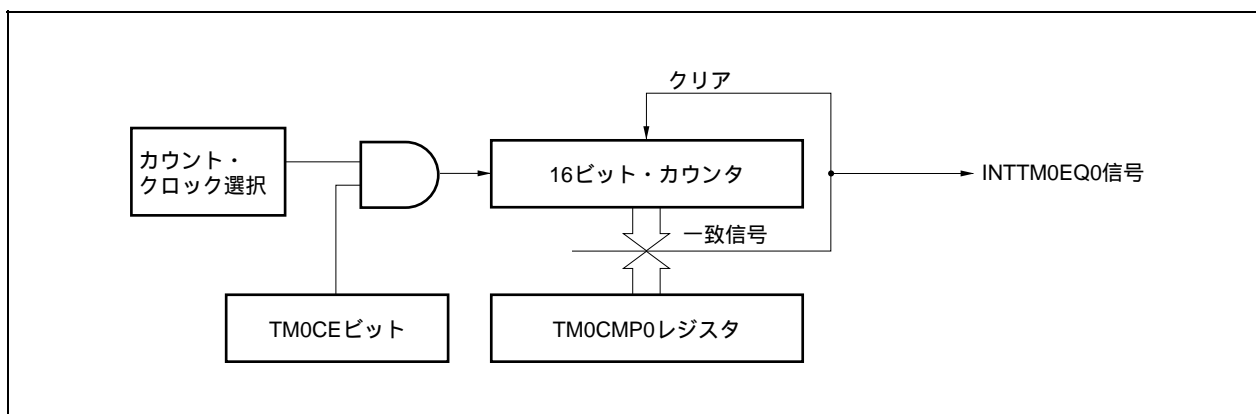 クリア
カウント・
クロック選択
16ビット・カウンタ
INTTM0EQ0信号
一致信号
TM0CEビット
TM0CMP0レジスタ